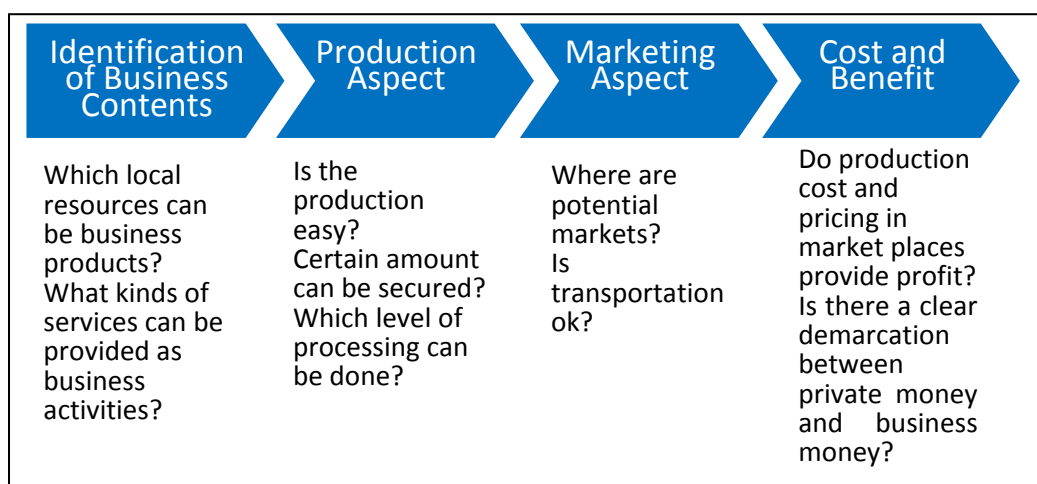 Identification
of Business
Contents
Production
Aspect
Marketing
Aspect
Cost and
Benefit
Which local
resources can
be business
products?
What kinds of
services can be
provided as
business
activities?
Is the
production
easy?
Certain amount
can be secured?
Which level of
processing can
be done?
Where are
potential
markets?
Is
transportation
ok?
Do production
cost and
pricing in
market places
provide profit?
Is there a clear
demarcation
between
private money
and business
money?